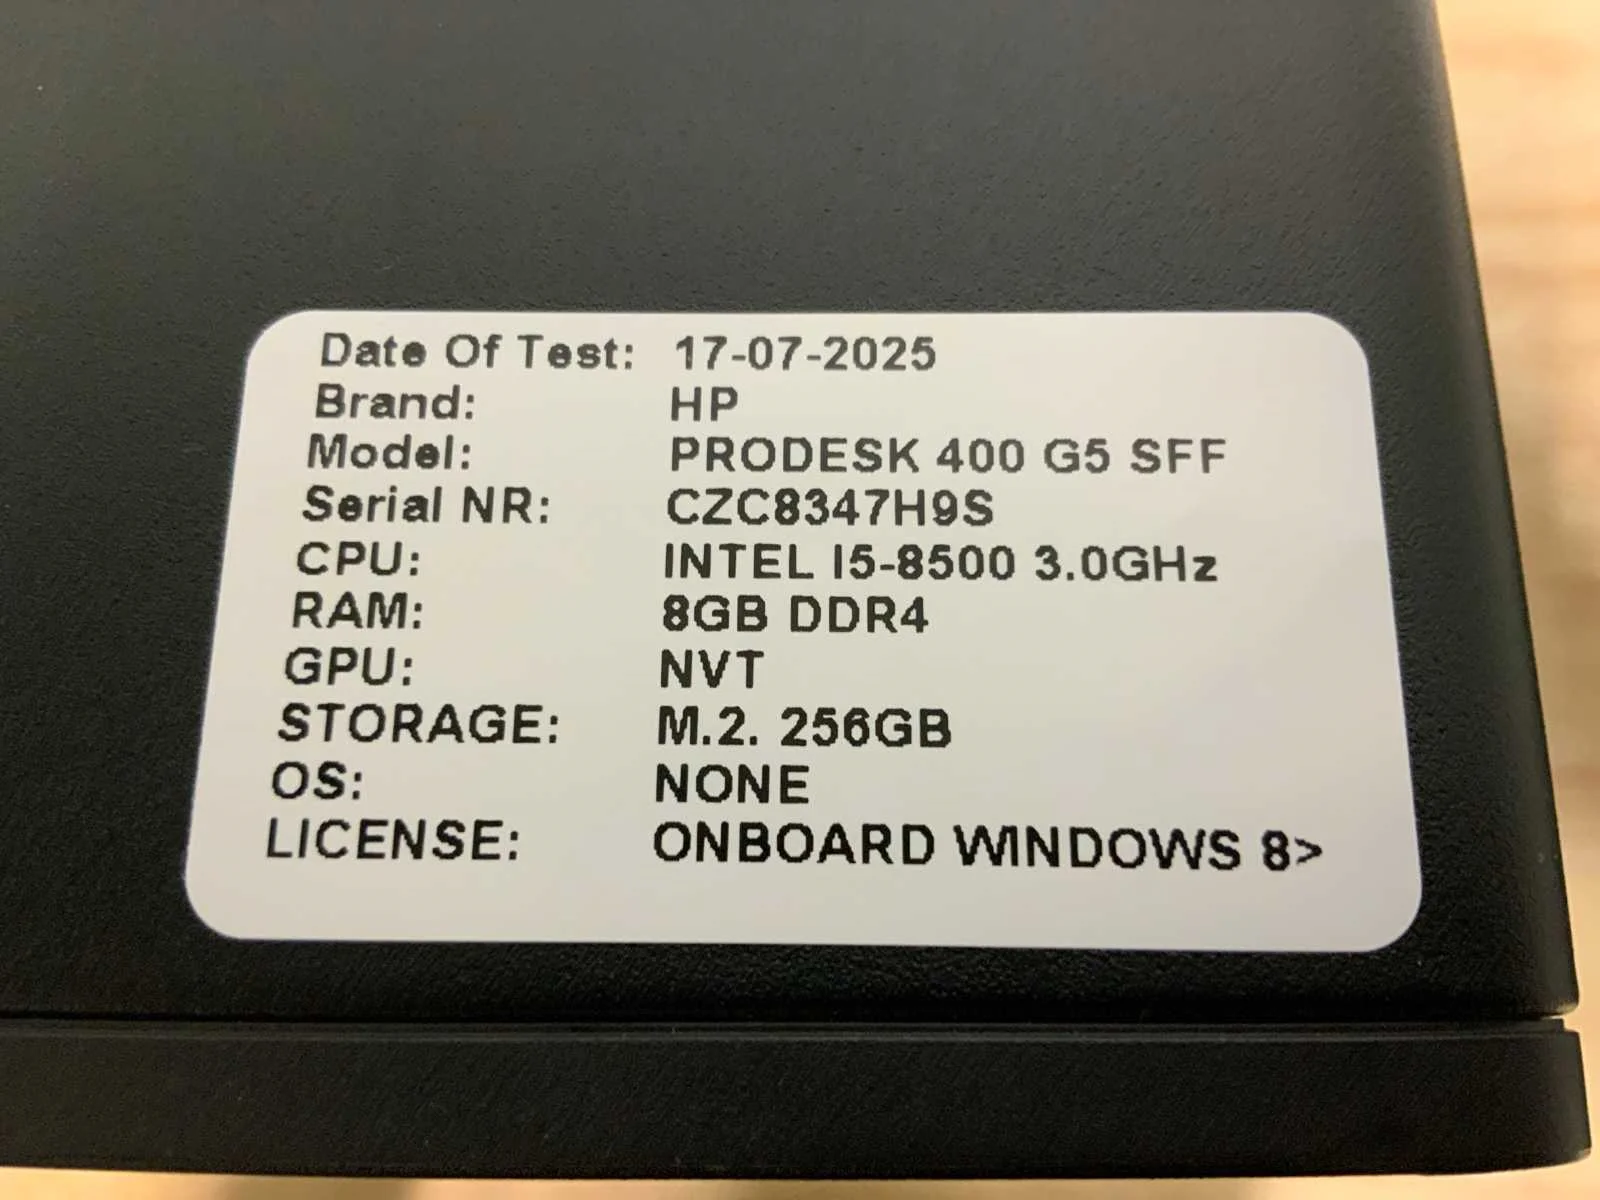 Date Of Test: 17-07-2025
Brand: HP
Model: PRODESK 400 G5 SFF
Serial NR: CZC8347H9S
CPU: INTEL I5-8500 3.0GHz
RAM: 8GB DDR4
GPU: NVT
STORAGE: M.2. 256GB
OS: NONE
LICENSE: ONBOARD WINDOWS 8>